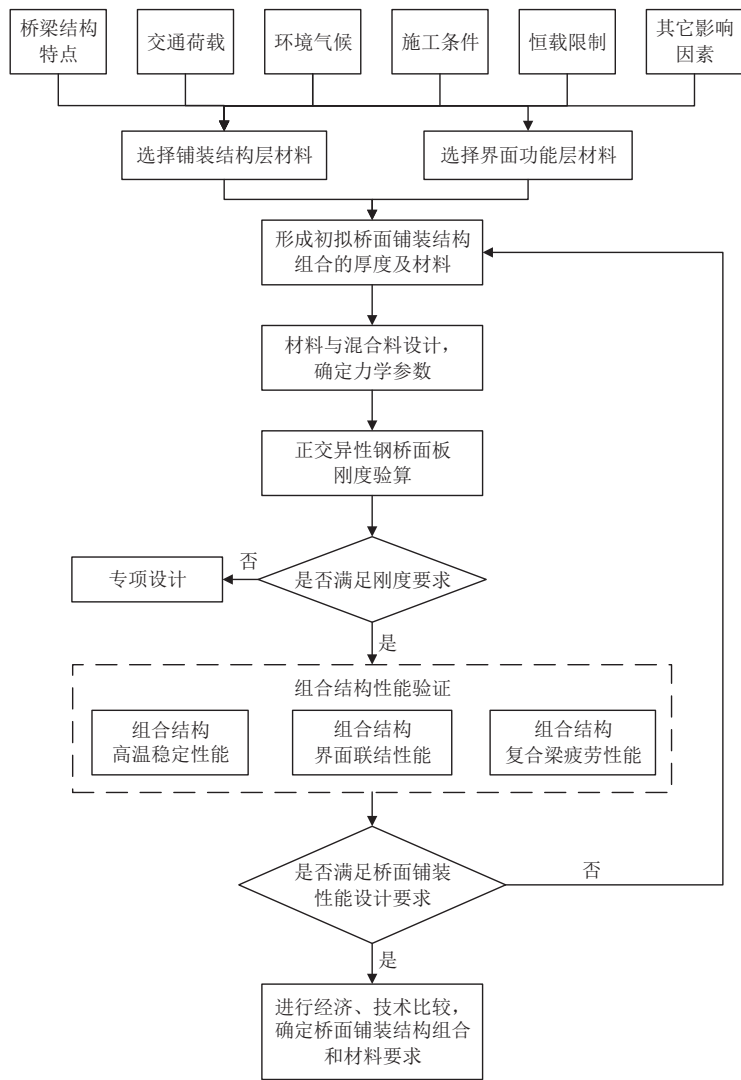 桥梁结构
特点
交通荷载
环境气候
施工条件
恒载限制
其它影响
因素
选择铺装结构层材料
选择界面功能层材料
形成初拟桥面铺装结构
组合的厚度及材料
材料与混合料设计，
确定力学参数
正交异性钢桥面板
刚度验算
否
专项设计
是否满足刚度要求
是
组合结构性能验证
组合结构
高温稳定性能
组合结构
界面联结性能
组合结构
复合梁疲劳性能
是否满足桥面铺装
性能设计要求
否
是
进行经济、技术比较，
确定桥面铺装结构组合
和材料要求